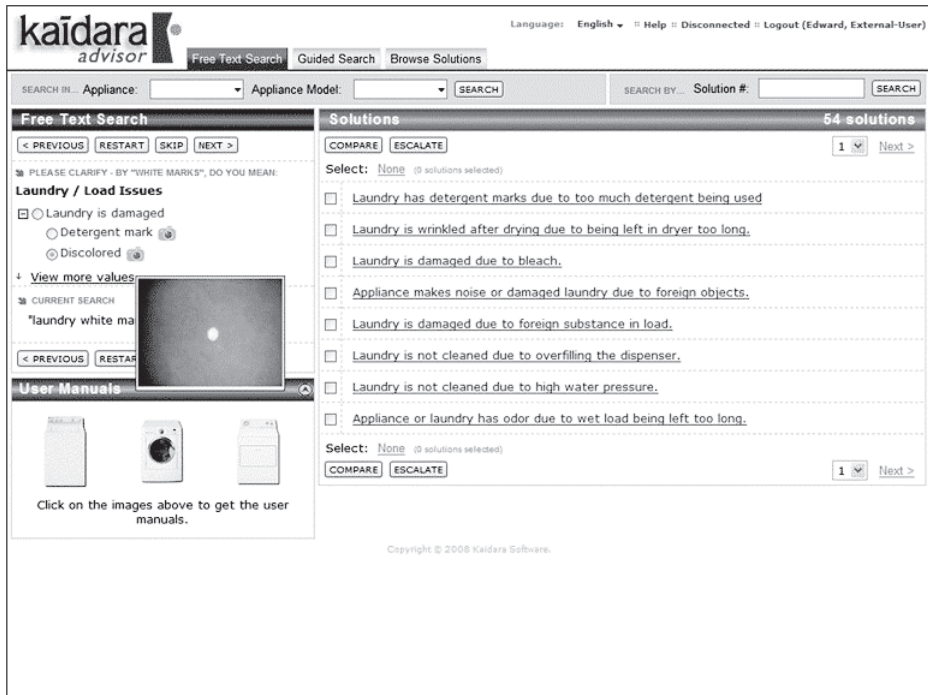 kaīdara
advisor
Language: English :: Help :: Disconnected :: Logout (Edward, External-User)
Free Text Search Guided Search Browse Solutions
SEARCH IN... Appliance: Appliance Model: SEARCH SEARCH BY... Solution #: SEARCH
Free Text Search
< PREVIOUS RESTART SKIP NEXT >
PLEASE CLARIFY - BY "WHITE MARKS", DO YOU MEAN:
Laundry / Load Issues
Laundry is damaged
Detergent mark
Discolored
View more values
CURRENT SEARCH
"laundry white ma
< PREVIOUS RESTAR
User Manuals
Click on the images above to get the user
manuals.
Solutions 54 solutions
COMPARE ESCALATE 1 Next >
Select: None (0 solutions selected)
Laundry has detergent marks due to too much detergent being used
Laundry is wrinkled after drying due to being left in dryer too long.
Laundry is damaged due to bleach.
Appliance makes noise or damaged laundry due to foreign objects.
Laundry is damaged due to foreign substance in load.
Laundry is not cleaned due to overfilling the dispenser.
Laundry is not cleaned due to high water pressure.
Appliance or laundry has odor due to wet load being left too long.
Select: None (0 solutions selected)
COMPARE ESCALATE 1 Next >
Copyright © 2008 Kaidara Software.